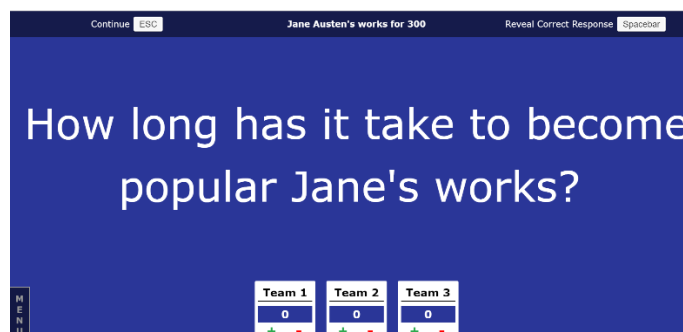 Continue ESC Jane Austen's works for 300 Reveal Correct Response Spacebar
How long has it take to become
popular Jane's works?
Team 1 Team 2 Team 3
0 0 0
+ - + - + -
MENU